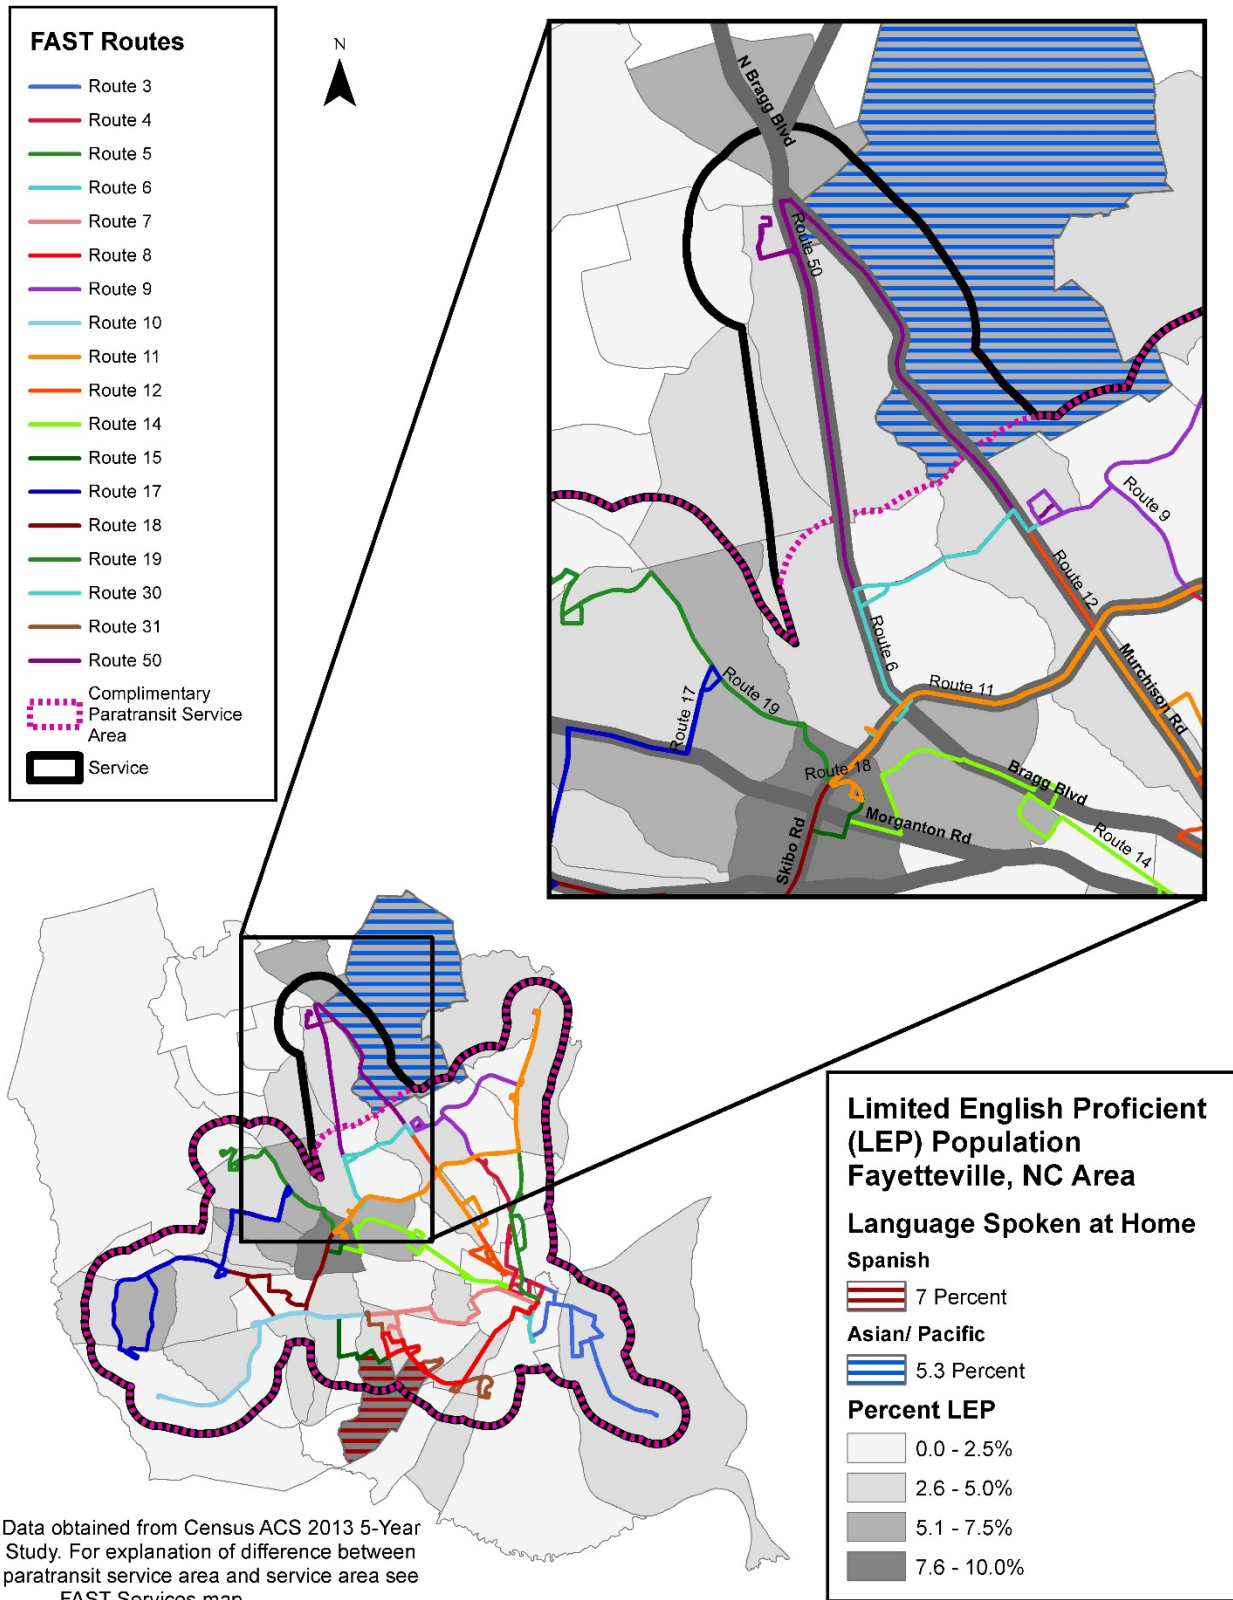 FAST Routes
Route 3
Route 4
Route 5
Route 6
Route 7
Route 8
Route 9
Route 10
Route 11
Route 12
Route 14
Route 15
Route 17
Route 18
Route 19
Route 30
Route 31
Route 50
Complimentary
Paratransit Service
Area
Service
N
N Bragg Blvd
Route 50
Route 9
Route 12
Route 6
Route 11
Murchison Rd
Route 17
Route 19
Route 18
Bragg Blvd
Morganton Rd
Skibo Rd
Route 14
Limited English Proficient
(LEP) Population
Fayetteville, NC Area
Language Spoken at Home
Spanish
7 Percent
Asian/ Pacific
5.3 Percent
Percent LEP
0.0 - 2.5%
2.6 - 5.0%
5.1 - 7.5%
7.6 - 10.0%
Data obtained from Census ACS 2013 5-Year
Study. For explanation of difference between
paratransit service area and service area see
FAST Services map